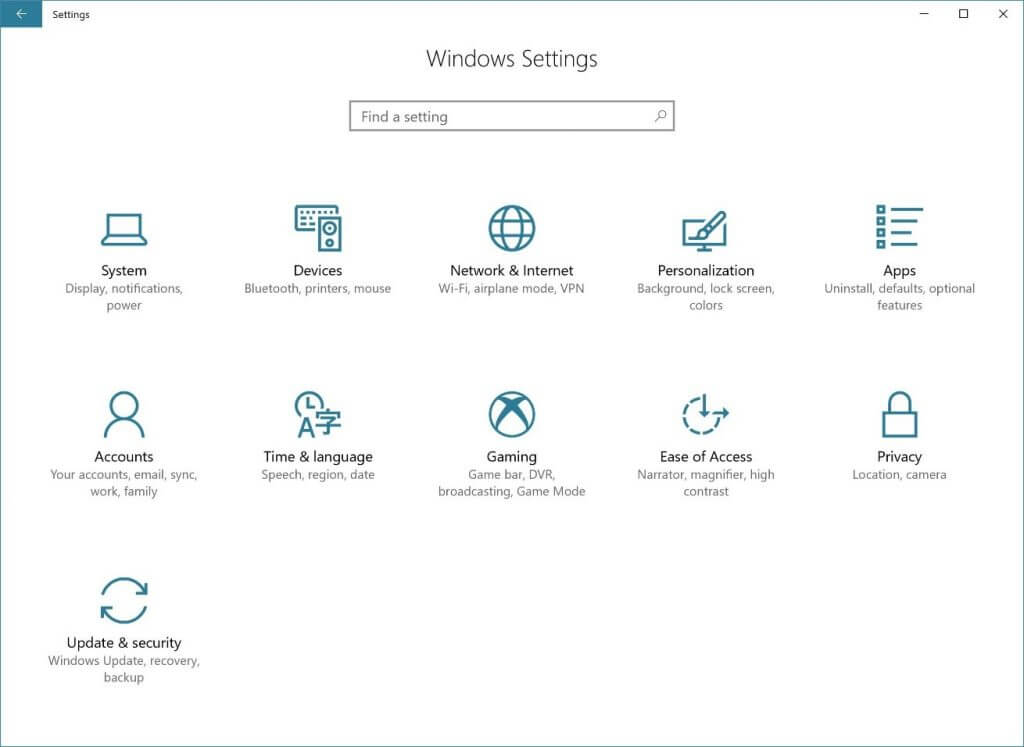 Settings
Windows Settings
Find a setting
System
Display, notifications,
power
Devices
Bluetooth, printers, mouse
Network & Internet
Wi-Fi, airplane mode, VPN
Personalization
Background, lock screen,
colors
Apps
Uninstall, defaults, optional
features
Accounts
Your accounts, email, sync,
work, family
Time & language
Speech, region, date
Gaming
Game bar, DVR,
broadcasting, Game Mode
Ease of Access
Narrator, magnifier, high
contrast
Privacy
Location, camera
Update & security
Windows Update, recovery,
backup